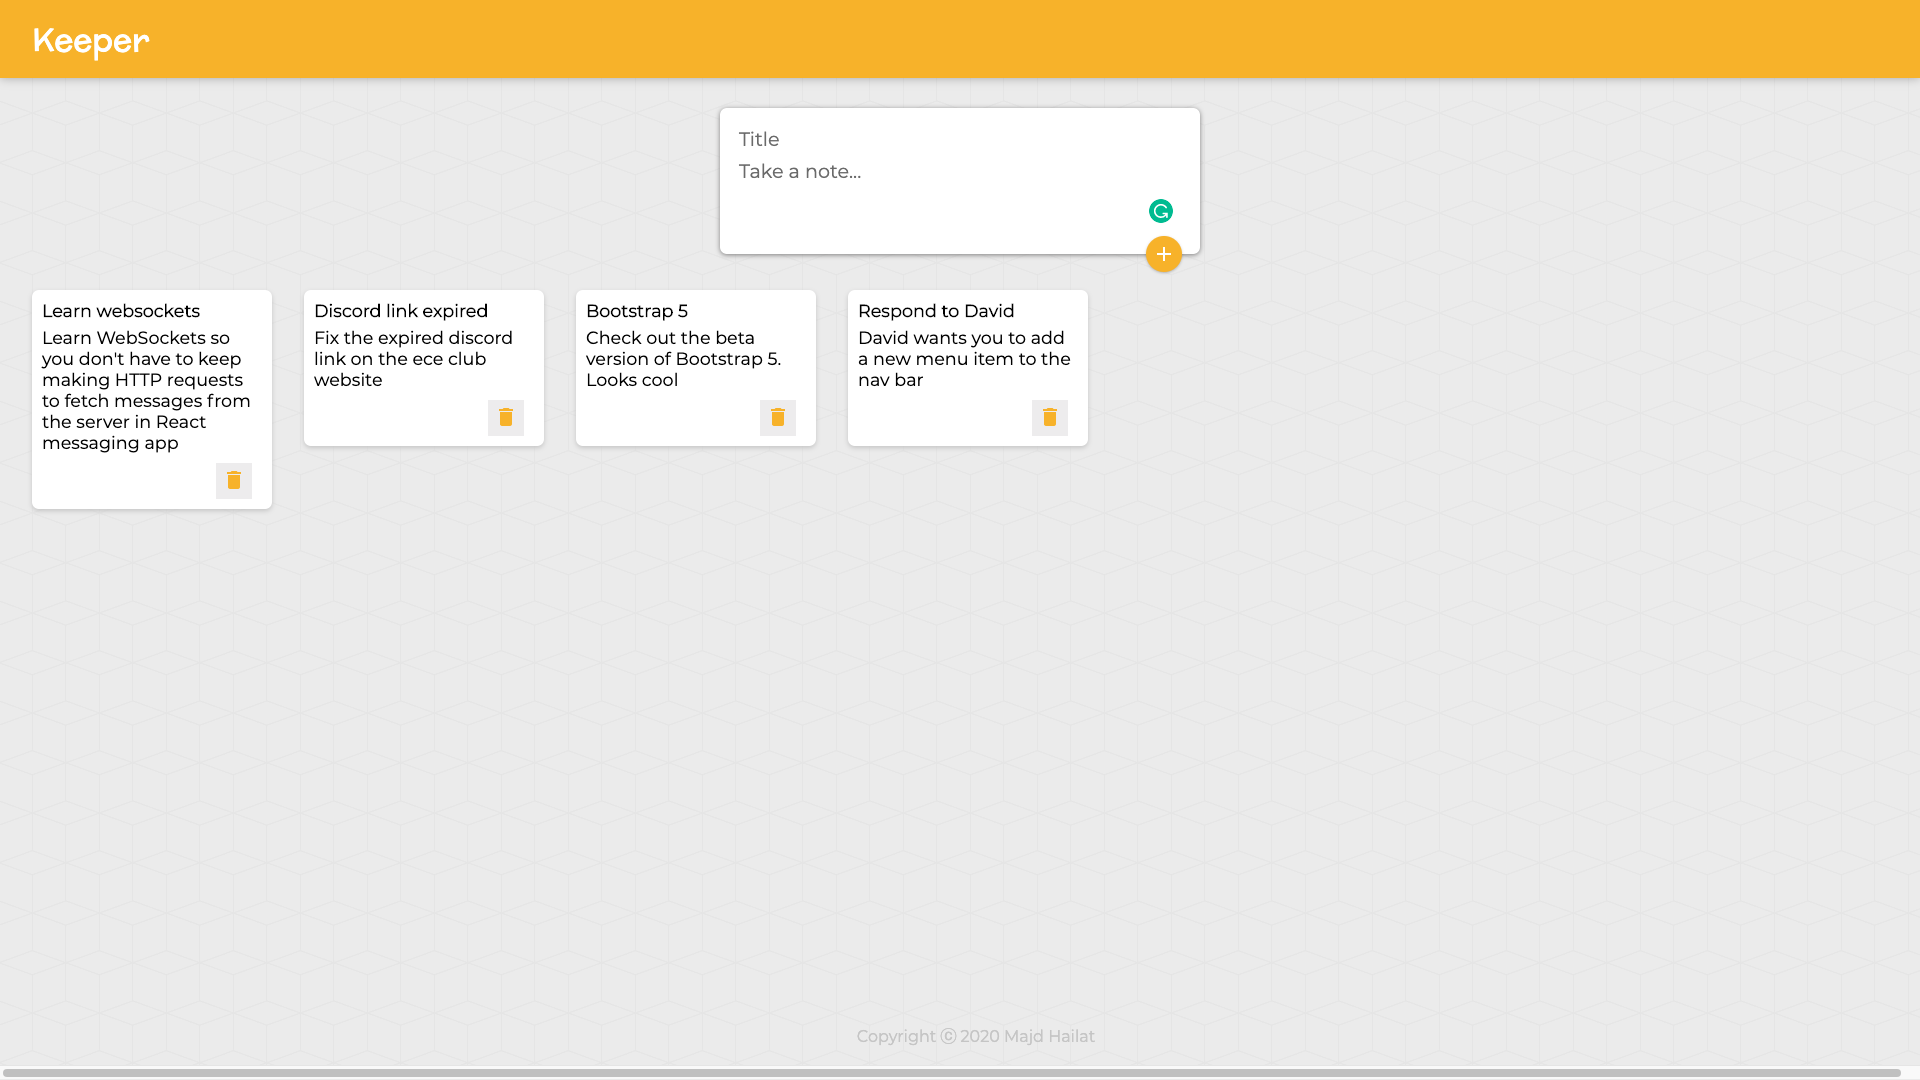 Keeper
Title
Take a note...
Learn websockets
Learn WebSockets so
you don't have to keep
making HTTP requests
to fetch messages from
the server in React
messaging app
Discord link expired
Fix the expired discord
link on the ece club
website
Bootstrap 5
Check out the beta
version of Bootstrap 5.
Looks cool
Respond to David
David wants you to add
a new menu item to the
nav bar
Copyright ⓒ 2020 Majd Hailat